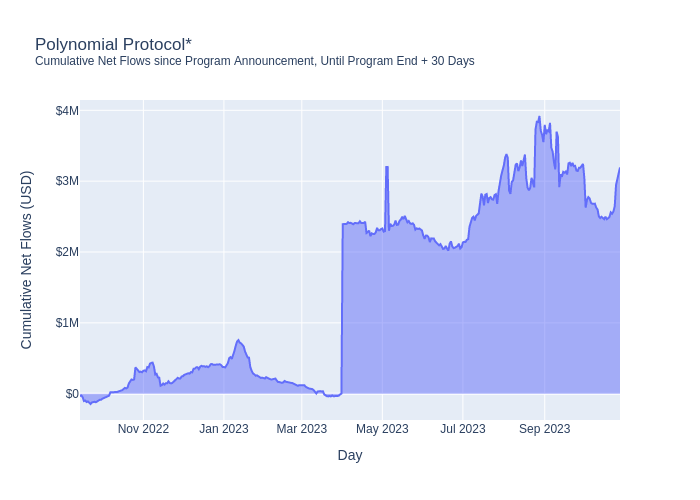 Polynomial Protocol*
Cumulative Net Flows since Program Announcement, Until Program End + 30 Days
Cumulative Net Flows (USD)
$4M
$3M
$2M
$1M
$0
Nov 2022 Jan 2023 Mar 2023 May 2023 Jul 2023 Sep 2023
Day